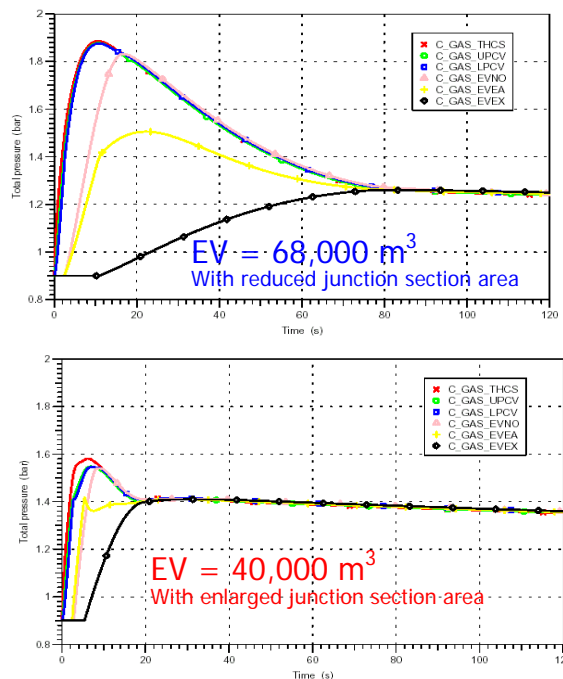 2
1.8
1.6
1.4
1.2
1
0.8
Total pressure (bar)
C_GAS_THCS
C_GAS_UPCV
C_GAS_LPCV
C_GAS_EVNO
C_GAS_EVEA
C_GAS_EVEX
EV = 68,000 m³
With reduced junction section area
0 20 40 60 80 100 120
Time (s)
2
1.8
1.6
1.4
1.2
1
0.8
Total pressure (bar)
C_GAS_THCS
C_GAS_UPCV
C_GAS_LPCV
C_GAS_EVNO
C_GAS_EVEA
C_GAS_EVEX
EV = 40,000 m³
With enlarged junction section area
0 20 40 60 80 100 120
Time (s)